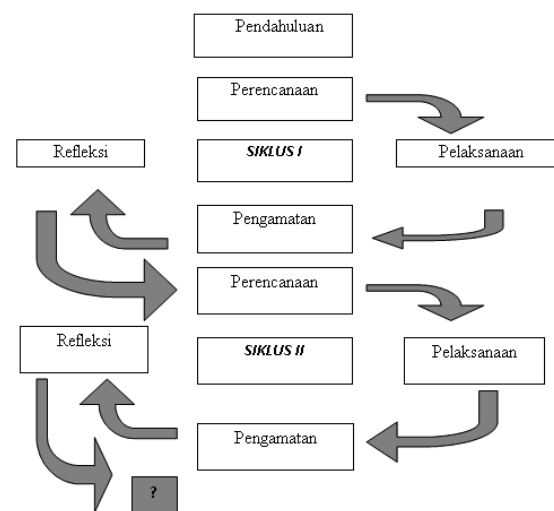 Pendahuluan
Perencanaan
Refleksi
SIKLUS I
Pelaksanaan
Pengamatan
Perencanaan
Refleksi
SIKLUS II
Pelaksanaan
Pengamatan
?